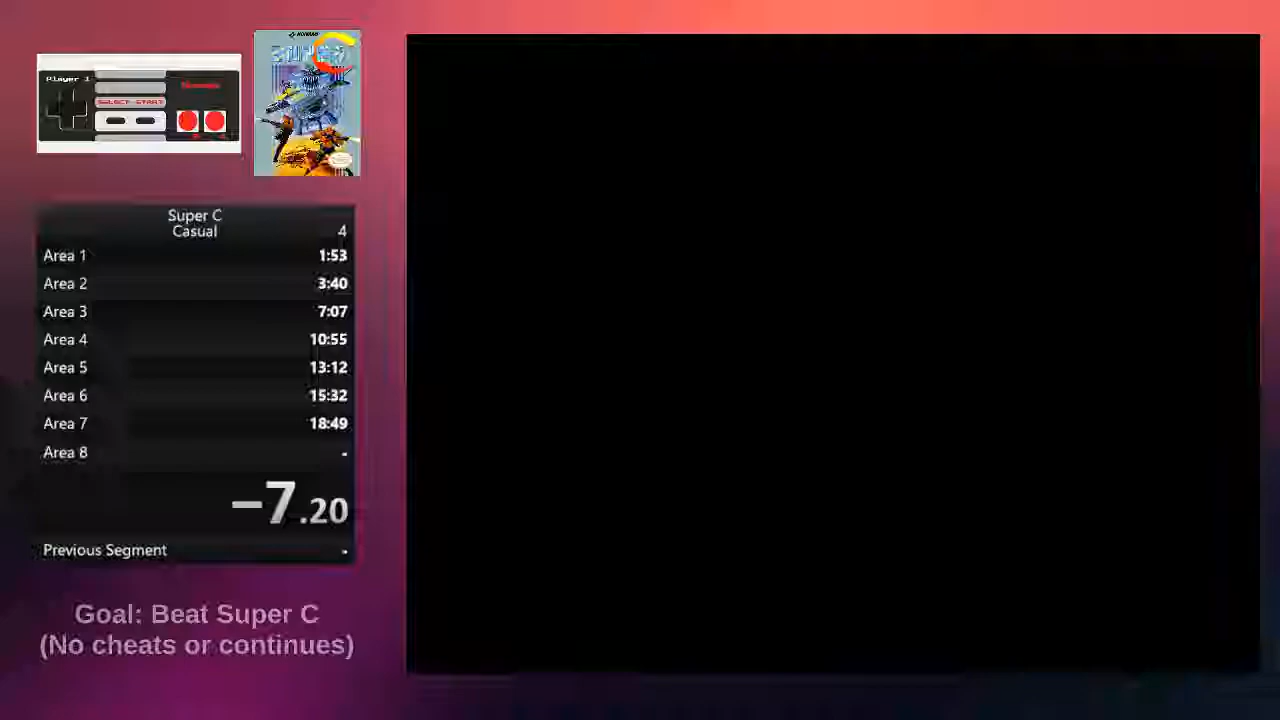 Player 1
Nintendo
SELECT START
KONAMI
Super C
Casual 4
Area 1 1:53
Area 2 3:40
Area 3 7:07
Area 4 10:55
Area 5 13:12
Area 6 15:32
Area 7 18:49
Area 8 -
-7.20
Previous Segment -
Goal: Beat Super C
(No cheats or continues)